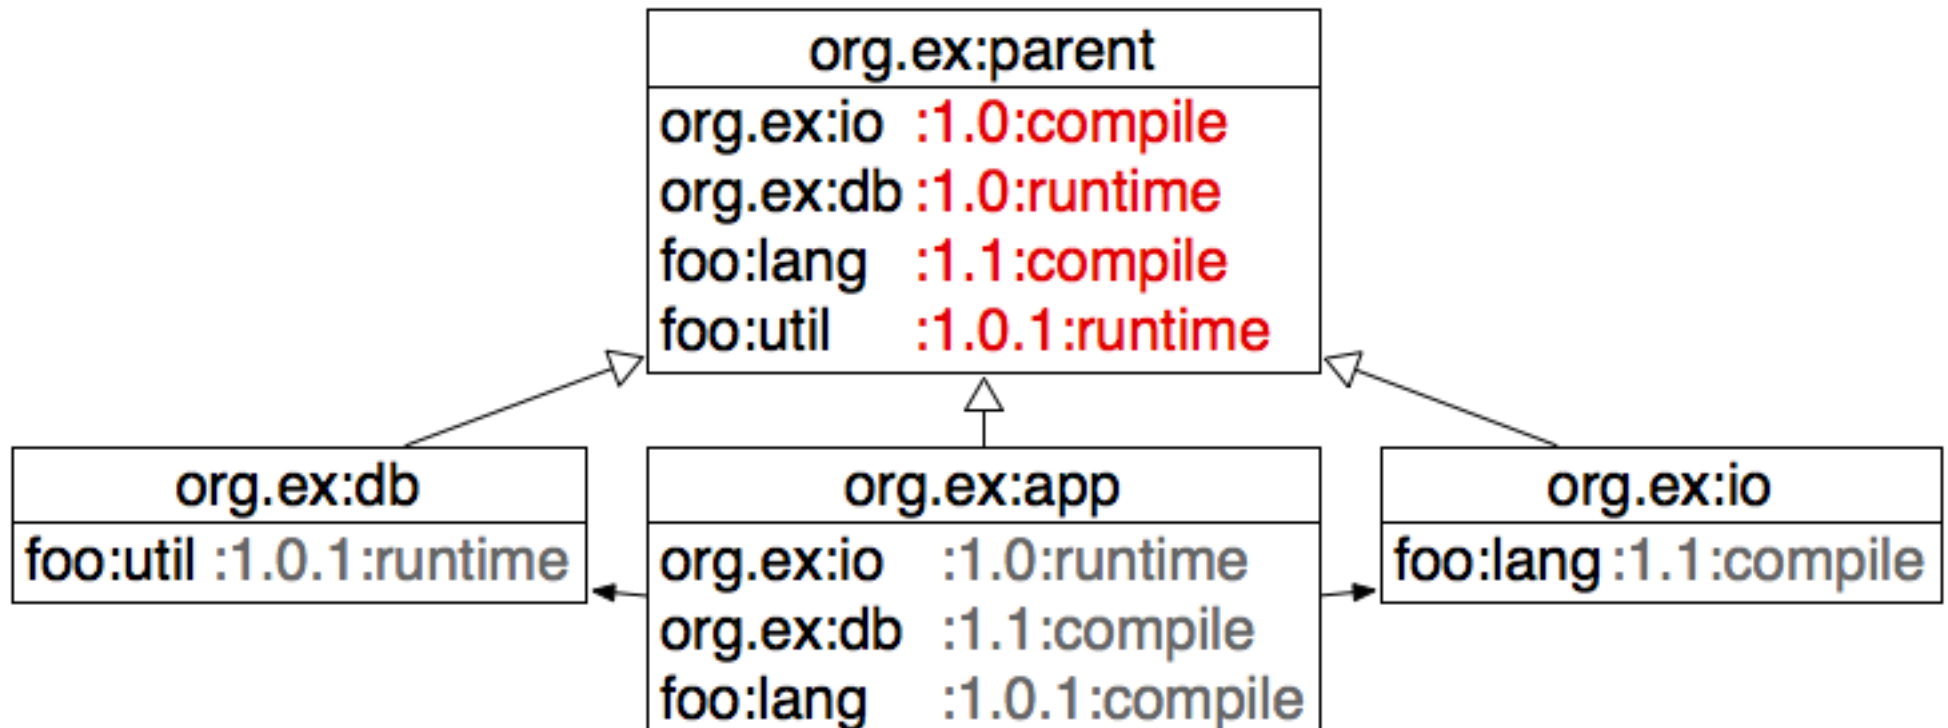 org.ex:parent
org.ex:io :1.0:compile
org.ex:db :1.0:runtime
foo:lang :1.1:compile
foo:util :1.0.1:runtime
org.ex:db
foo:util :1.0.1:runtime
org.ex:app
org.ex:io :1.0:runtime
org.ex:db :1.1:compile
foo:lang :1.0.1:compile
org.ex:io
foo:lang :1.1:compile